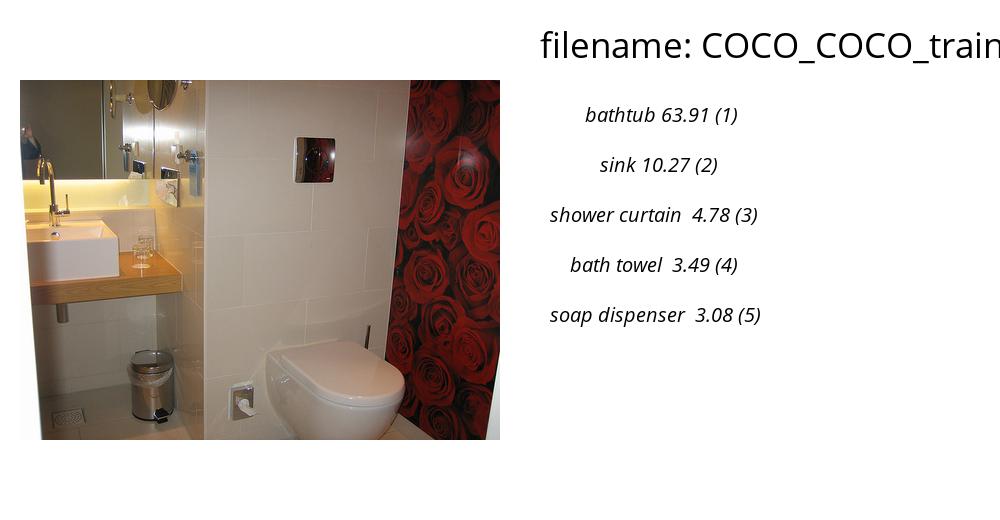 filename: COCO_COCO_train
bathtub 63.91 (1)
sink 10.27 (2)
shower curtain 4.78 (3)
bath towel 3.49 (4)
soap dispenser 3.08 (5)